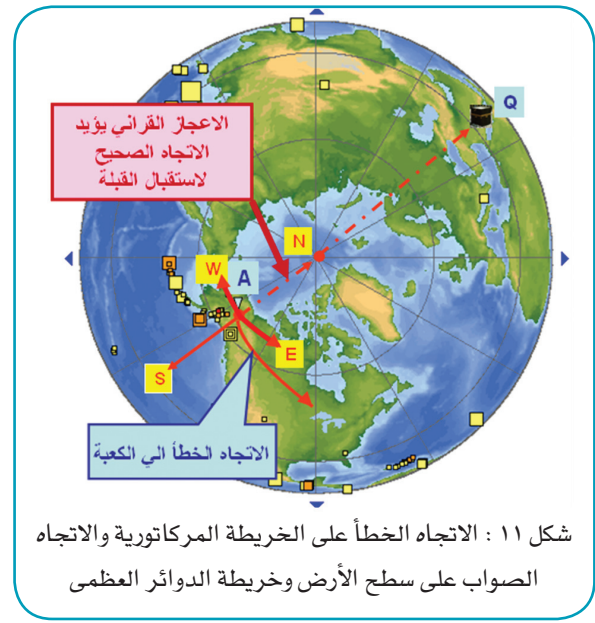 Q
الاعجاز القراني يؤيد
الاتجاه الصحيح
لاستقبال القبلة
N
W
A
E
S
الاتجاه الخطأ الي الكعبة
شكل ١١ : الاتجاه الخطأ على الخريطة المركاتورية والاتجاه
الصواب على سطح الأرض وخريطة الدوائر العظمى